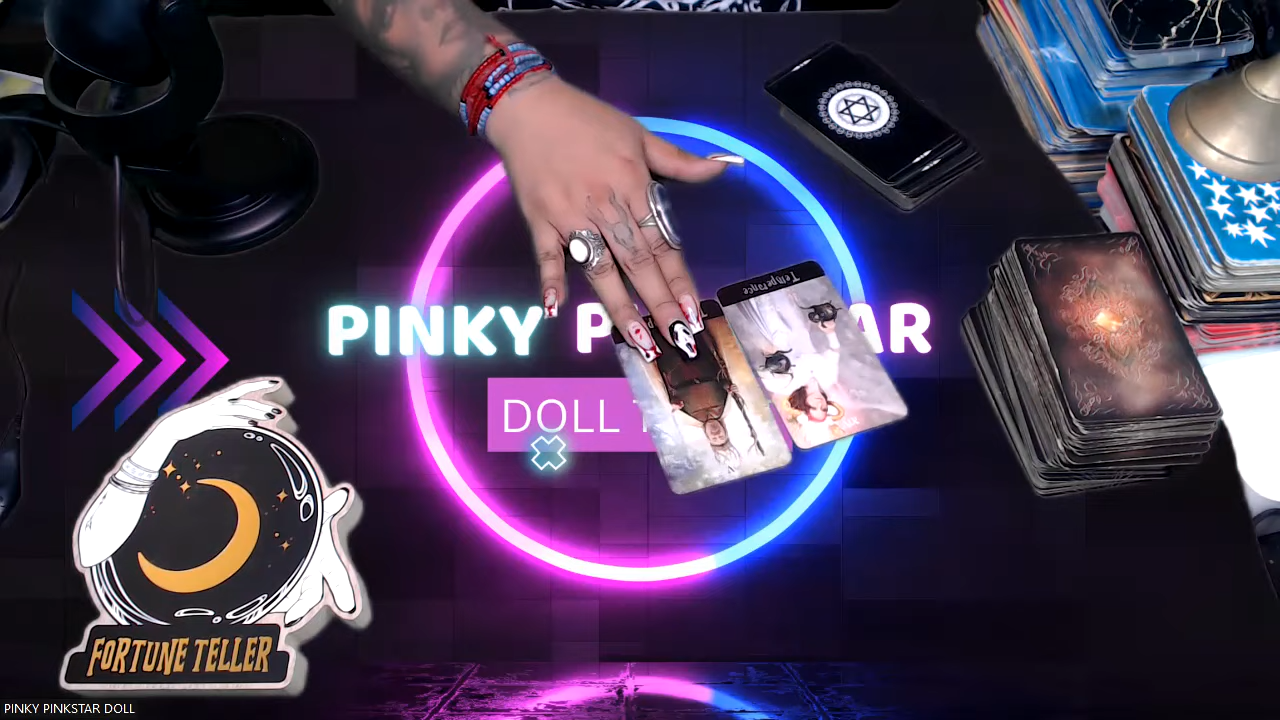 PINKY P AR
DOLL T
Temperance
FORTUNE TELLER
PINKY PINKSTAR DOLL